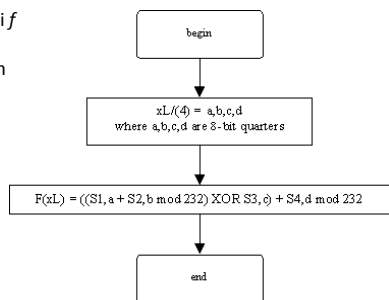 i f
begin
n
xL/(4) = a,b,c,d
where a,b,c,d are 8-bit quarters
F(xL) = ((S1,a + S2,b mod 232) XOR S3,c) + S4,d mod 232
end